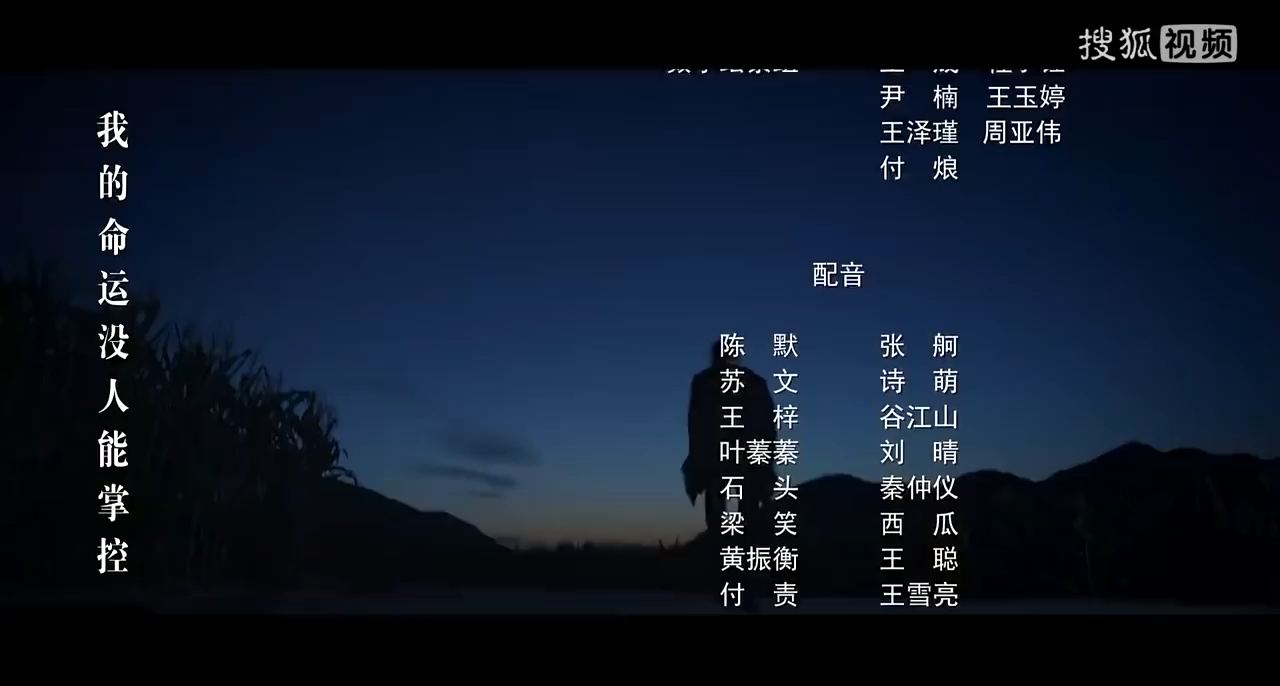 搜狐视频
尹 楠 王玉婷
王泽瑾 周亚伟
付 烺
配音
陈 默 张 舸
苏 文 诗 萌
王 梓 谷江山
叶蓁蓁 刘 晴
石 头 秦仲仪
梁 笑 西 瓜
黄振衡 王 聪
付 责 王雪亮
我的命运没人能掌控